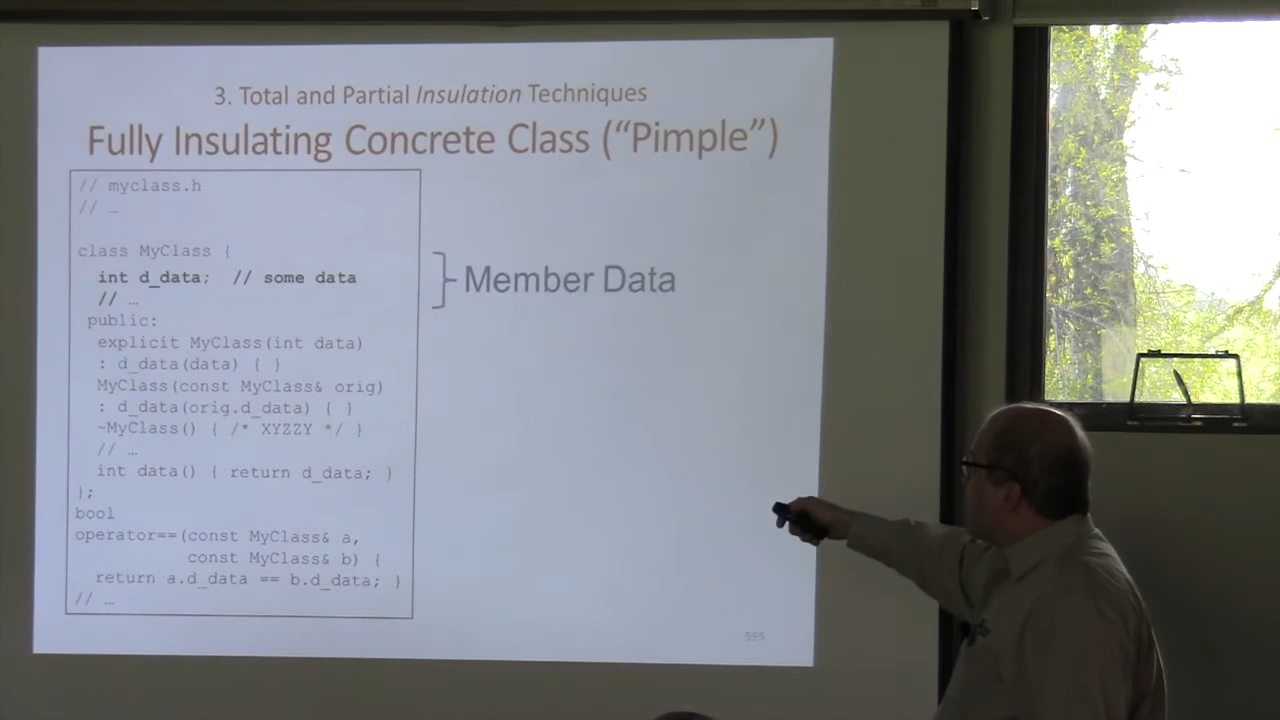 3. Total and Partial Insulation Techniques
Fully Insulating Concrete Class (“Pimple”)
// myclass.h
// …
class MyClass {
int d_data; // some data
// …
public:
explicit MyClass(int data)
: d_data(data) { }
MyClass(const MyClass& orig)
: d_data(orig.d_data) { }
~MyClass() { /* XYZZY */ }
// …
int data() { return d_data; }
};
bool
operator==(const MyClass& a,
const MyClass& b) {
return a.d_data == b.d_data; }
// …
Member Data